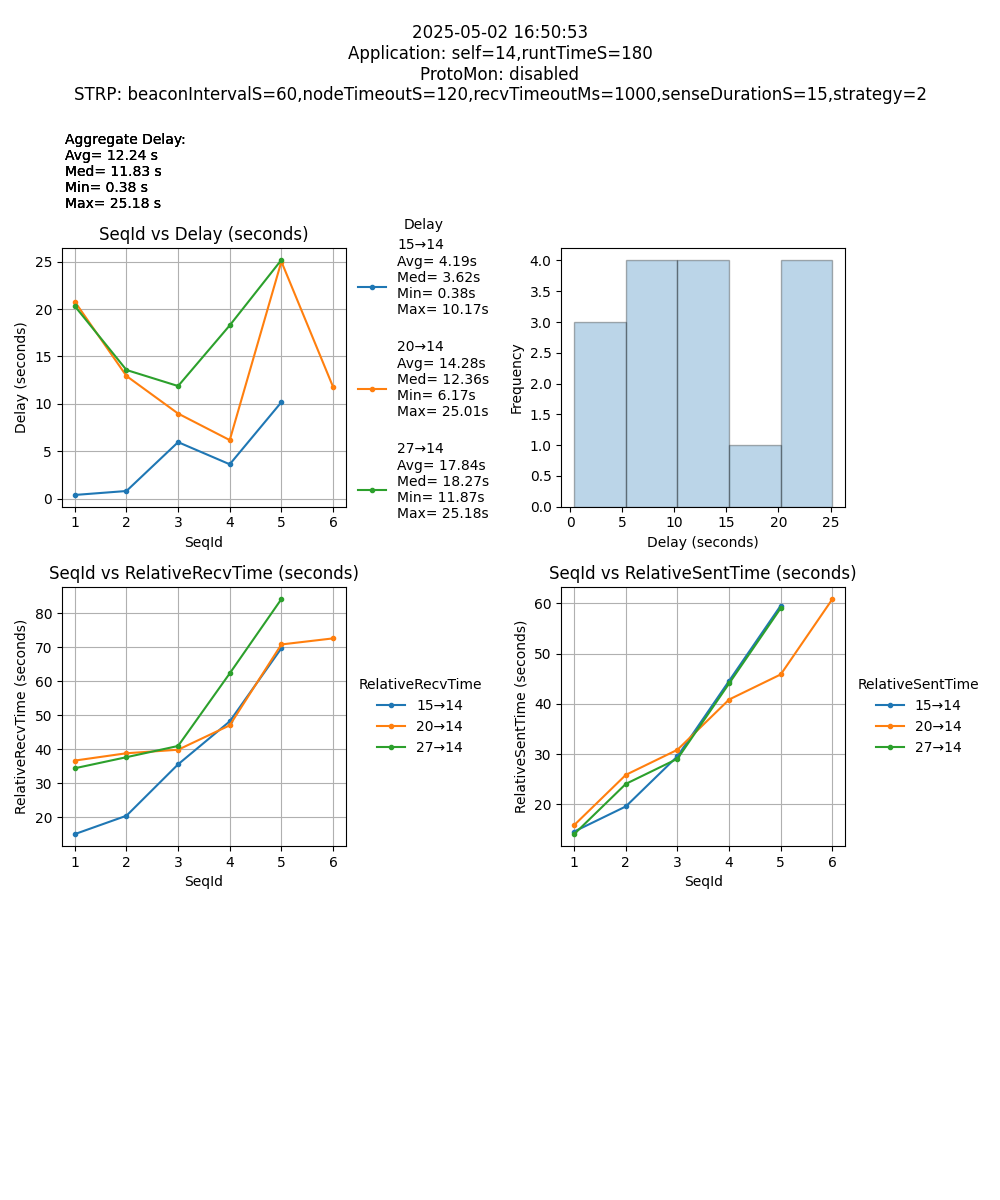 2025-05-02 16:50:53
Application: self=14,runtTimeS=180
ProtoMon: disabled
STRP: beaconIntervalS=60,nodeTimeoutS=120,recvTimeoutMs=1000,senseDurationS=15,strategy=2
Aggregate Delay:
Avg= 12.24 s
Med= 11.83 s
Min= 0.38 s
Max= 25.18 s
SeqId vs Delay (seconds)
Delay (seconds)
25
20
15
10
5
0
1 2 3 4 5 6
SeqId
Delay
15→14
Avg= 4.19s
Med= 3.62s
Min= 0.38s
Max= 10.17s
20→14
Avg= 14.28s
Med= 12.36s
Min= 6.17s
Max= 25.01s
27→14
Avg= 17.84s
Med= 18.27s
Min= 11.87s
Max= 25.18s
Frequency
4.0
3.5
3.0
2.5
2.0
1.5
1.0
0.5
0.0
0 5 10 15 20 25
Delay (seconds)
SeqId vs RelativeRecvTime (seconds)
RelativeRecvTime (seconds)
80
70
60
50
40
30
20
1 2 3 4 5 6
SeqId
RelativeRecvTime
15→14
20→14
27→14
SeqId vs RelativeSentTime (seconds)
RelativeSentTime (seconds)
60
50
40
30
20
1 2 3 4 5 6
SeqId
RelativeSentTime
15→14
20→14
27→14